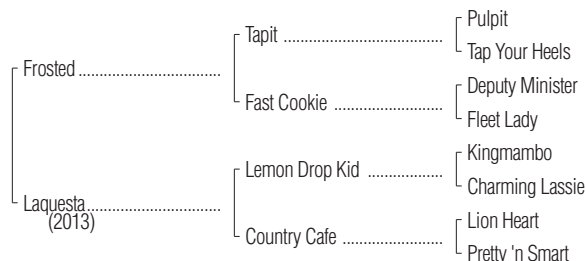 Pulpit
Tapit ......................................
Tap Your Heels
Frosted ..........................................
Deputy Minister
Fast Cookie ..........................
Fleet Lady
Kingmambo
Lemon Drop Kid ..................
Charming Lassie
Laquesta........................................
(2013)
Lion Heart
Country Cafe ........................
Pretty 'n Smart